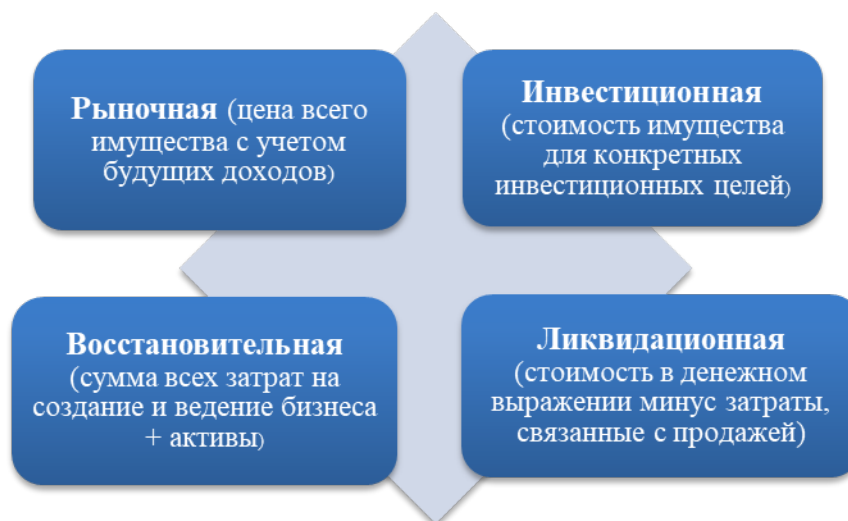 Рыночная (цена всего
имущества с учетом
будущих доходов)
Инвестиционная
(стоимость имущества
для конкретных
инвестиционных целей)
Восстановительная
(сумма всех затрат на
создание и ведение бизнеса
+ активы)
Ликвидационная
(стоимость в денежном
выражении минус затраты,
связанные с продажей)